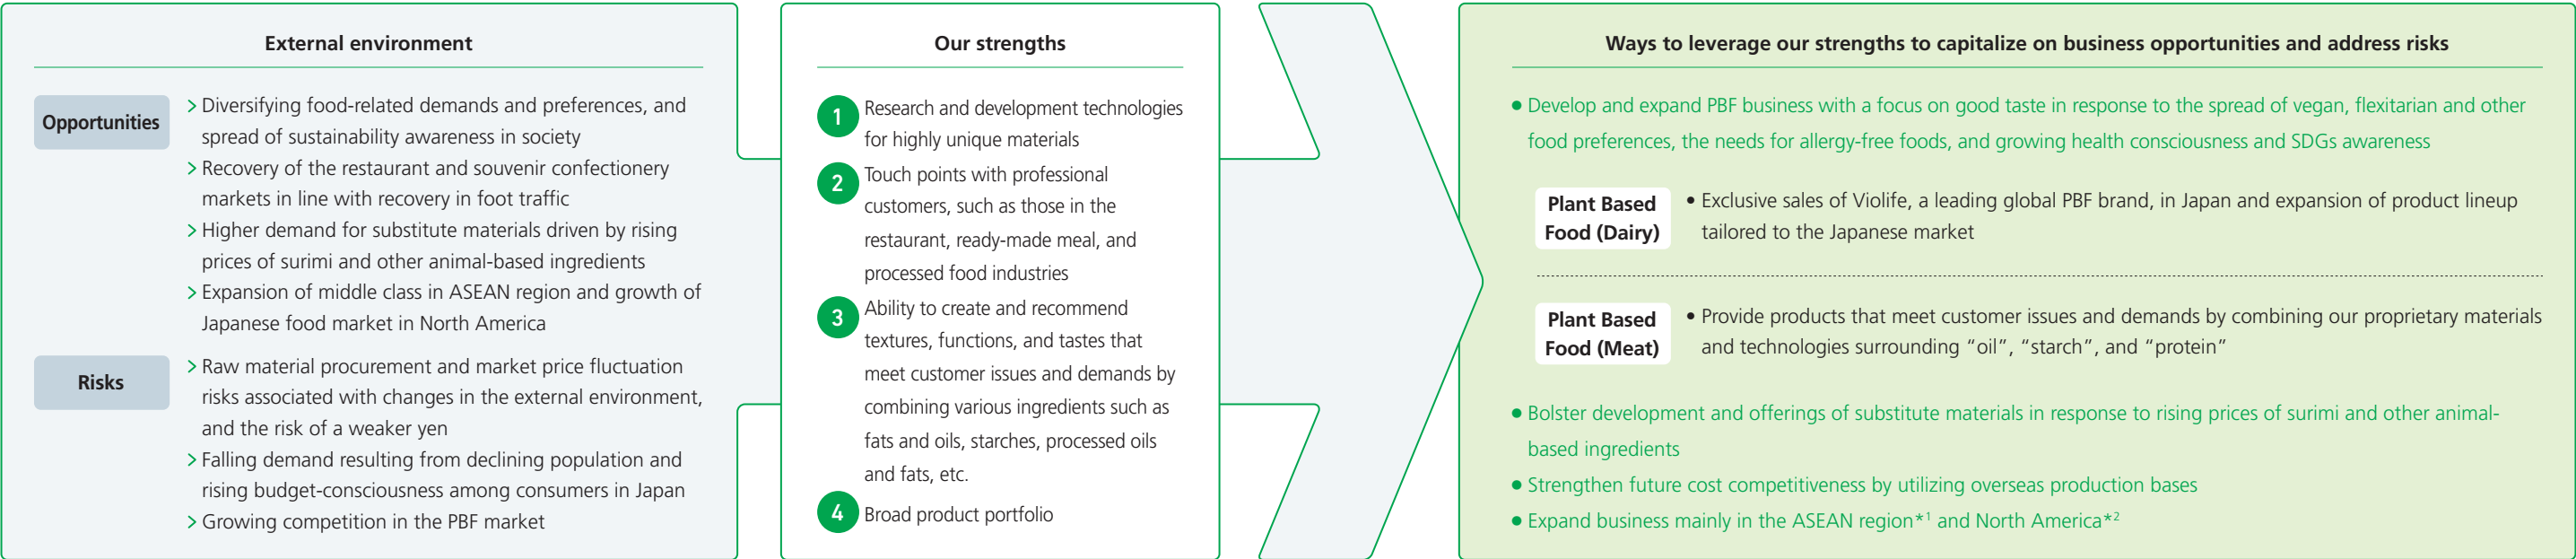 External environment
Opportunities
> Diversifying food-related demands and preferences, and
spread of sustainability awareness in society
> Recovery of the restaurant and souvenir confectionery
markets in line with recovery in foot traffic
> Higher demand for substitute materials driven by rising
prices of surimi and other animal-based ingredients
> Expansion of middle class in ASEAN region and growth of
Japanese food market in North America
Risks
> Raw material procurement and market price fluctuation
risks associated with changes in the external environment,
and the risk of a weaker yen
> Falling demand resulting from declining population and
rising budget-consciousness among consumers in Japan
> Growing competition in the PBF market
Our strengths
1 Research and development technologies
for highly unique materials
2 Touch points with professional
customers, such as those in the
restaurant, ready-made meal, and
processed food industries
3 Ability to create and recommend
textures, functions, and tastes that
meet customer issues and demands by
combining various ingredients such as
fats and oils, starches, processed oils
and fats, etc.
4 Broad product portfolio
Ways to leverage our strengths to capitalize on business opportunities and address risks
● Develop and expand PBF business with a focus on good taste in response to the spread of vegan, flexitarian and other
food preferences, the needs for allergy-free foods, and growing health consciousness and SDGs awareness
Plant Based
Food (Dairy)
● Exclusive sales of Violife, a leading global PBF brand, in Japan and expansion of product lineup
tailored to the Japanese market
Plant Based
Food (Meat)
● Provide products that meet customer issues and demands by combining our proprietary materials
and technologies surrounding “oil”, “starch”, and “protein”
● Bolster development and offerings of substitute materials in response to rising prices of surimi and other animal-
based ingredients
● Strengthen future cost competitiveness by utilizing overseas production bases
● Expand business mainly in the ASEAN region*1 and North America*2